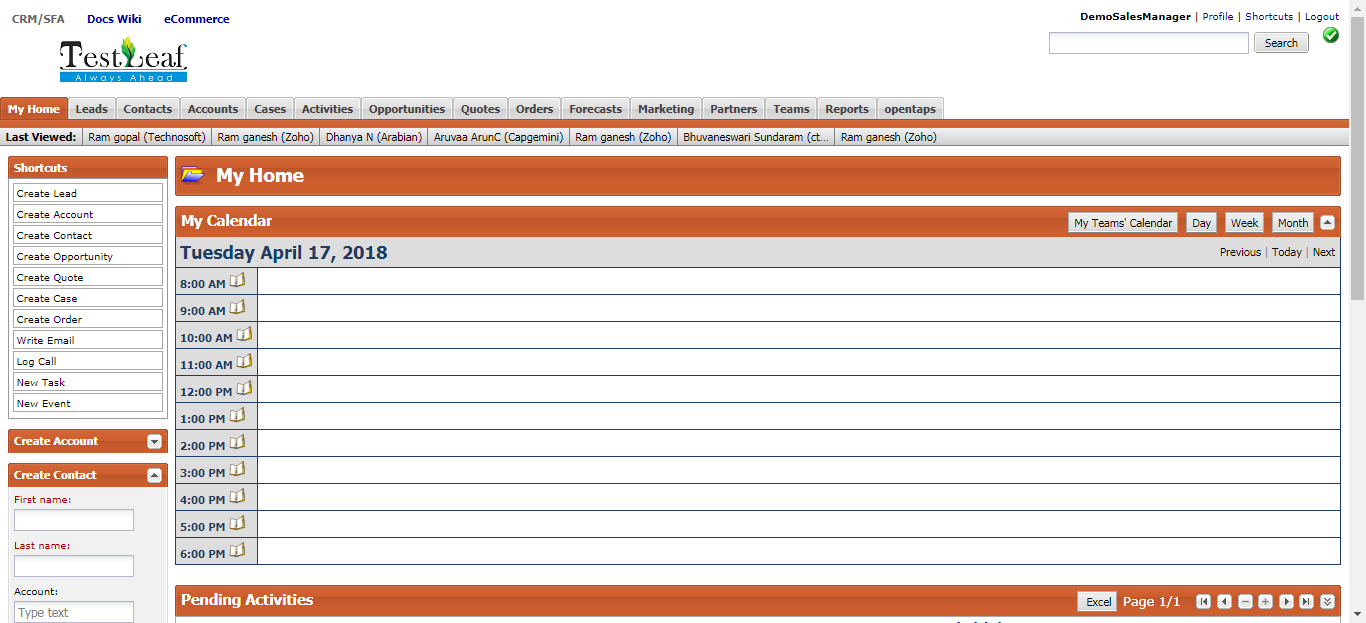 CRM/SFA Docs Wiki eCommerce
DemoSalesManager | Profile | Shortcuts | Logout
Search
TestLeaf
Always Ahead
My Home Leads Contacts Accounts Cases Activities Opportunities Quotes Orders Forecasts Marketing Partners Teams Reports opentaps
Last Viewed: Ram gopal (Technosoft) Ram ganesh (Zoho) Dhanya N (Arabian) Aruvaa ArunC (Capgemini) Ram ganesh (Zoho) Bhuvaneswari Sundaram (ct... Ram ganesh (Zoho)
Shortcuts
Create Lead
Create Account
Create Contact
Create Opportunity
Create Quote
Create Case
Create Order
Write Email
Log Call
New Task
New Event
Create Account
Create Contact
First name:
Last name:
Account:
Type text
My Home
My Calendar My Teams' Calendar Day Week Month
Tuesday April 17, 2018 Previous | Today | Next
8:00 AM
9:00 AM
10:00 AM
11:00 AM
12:00 PM
1:00 PM
2:00 PM
3:00 PM
4:00 PM
5:00 PM
6:00 PM
Pending Activities Excel Page 1/1